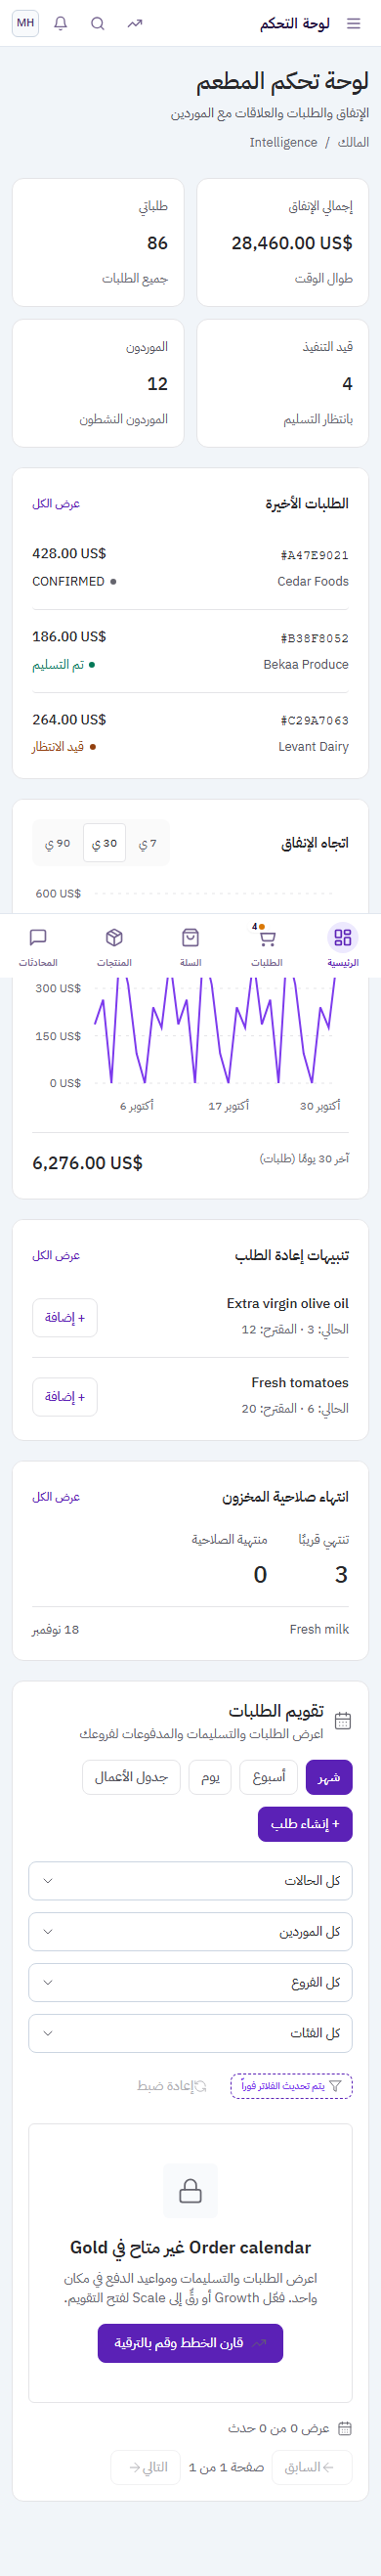 لوحة التحكم
MH
لوحة تحكم المطعم
الإنفاق والطلبات والعلاقات مع الموردين
المالك / Intelligence
إجمالي الإنفاق
28,460.00 US$
طوال الوقت
طلباتي
86
جميع الطلبات
قيد التنفيذ
4
بانتظار التسليم
الموردون
12
الموردون النشطون
الطلبات الأخيرة
عرض الكل
#A47E9021
428.00 US$
Cedar Foods
CONFIRMED
#B38F8052
186.00 US$
Bekaa Produce
تم التسليم
#C29A7063
264.00 US$
Levant Dairy
قيد الانتظار
اتجاه الإنفاق
7 ي
30 ي
90 ي
600 US$
الرئيسية
4
الطلبات
السلة
المنتجات
المحادثات
300 US$
150 US$
0 US$
أكتوبر 6
أكتوبر 17
أكتوبر 30
آخر 30 يومًا (طلبات)
6,276.00 US$
تنبيهات إعادة الطلب
عرض الكل
Extra virgin olive oil
الحالي: 3 · المقترح: 12
+ إضافة
Fresh tomatoes
الحالي: 6 · المقترح: 20
+ إضافة
انتهاء صلاحية المخزون
عرض الكل
تنتهي قريبًا
3
منتهية الصلاحية
0
Fresh milk
18 نوفمبر
تقويم الطلبات
اعرض الطلبات والتسليمات والمدفوعات لفروعك
شهر
أسبوع
يوم
جدول الأعمال
+ إنشاء طلب
كل الحالات
كل الموردين
كل الفروع
كل الفئات
يتم تحديث الفلاتر فوراً
إعادة ضبط
Order calendar غير متاح في Gold
اعرض الطلبات والتسليمات ومواعيد الدفع في مكان
واحد. فعّل Growth أو رقِّ إلى Scale لفتح التقويم.
قارن الخطط وقم بالترقية
عرض 0 من 0 حدث
السابق
صفحة 1 من 1
التالي